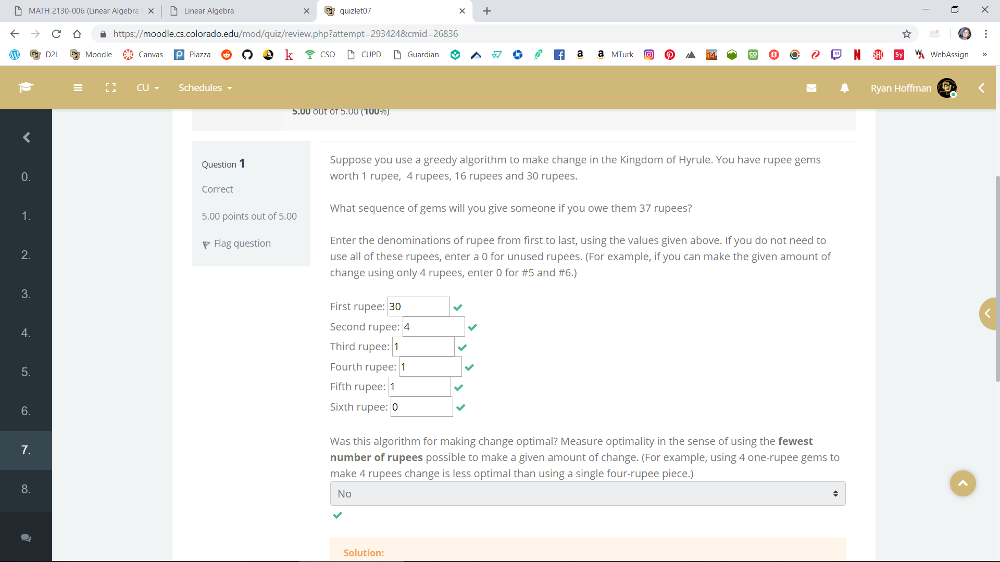 MATH 2130-006 (Linear Algebra
Linear Algebra
quizlet07
https://moodle.cs.colorado.edu/mod/quiz/review.php?attempt=293424&cmid=26836
D2L
Moodle
Canvas
Piazza
CSO
CUPD
Guardian
MTurk
14
CO
SHO
Sy
WebAssign
»
CU
Schedules
Ryan Hoffman
5.00 out of 5.00 (100%)
0.
1.
2.
3.
4.
5.
6.
7.
8.
Question 1
Correct
5.00 points out of 5.00
Flag question
Suppose you use a greedy algorithm to make change in the Kingdom of Hyrule. You have rupee gems
worth 1 rupee, 4 rupees, 16 rupees and 30 rupees.
What sequence of gems will you give someone if you owe them 37 rupees?
Enter the denominations of rupee from first to last, using the values given above. If you do not need to
use all of these rupees, enter a 0 for unused rupees. (For example, if you can make the given amount of
change using only 4 rupees, enter 0 for #5 and #6.)
First rupee: 30
Second rupee: 4
Third rupee: 1
Fourth rupee: 1
Fifth rupee: 1
Sixth rupee: 0
Was this algorithm for making change optimal? Measure optimality in the sense of using the fewest
number of rupees possible to make a given amount of change. (For example, using 4 one-rupee gems to
make 4 rupees change is less optimal than using a single four-rupee piece.)
No
Solution: